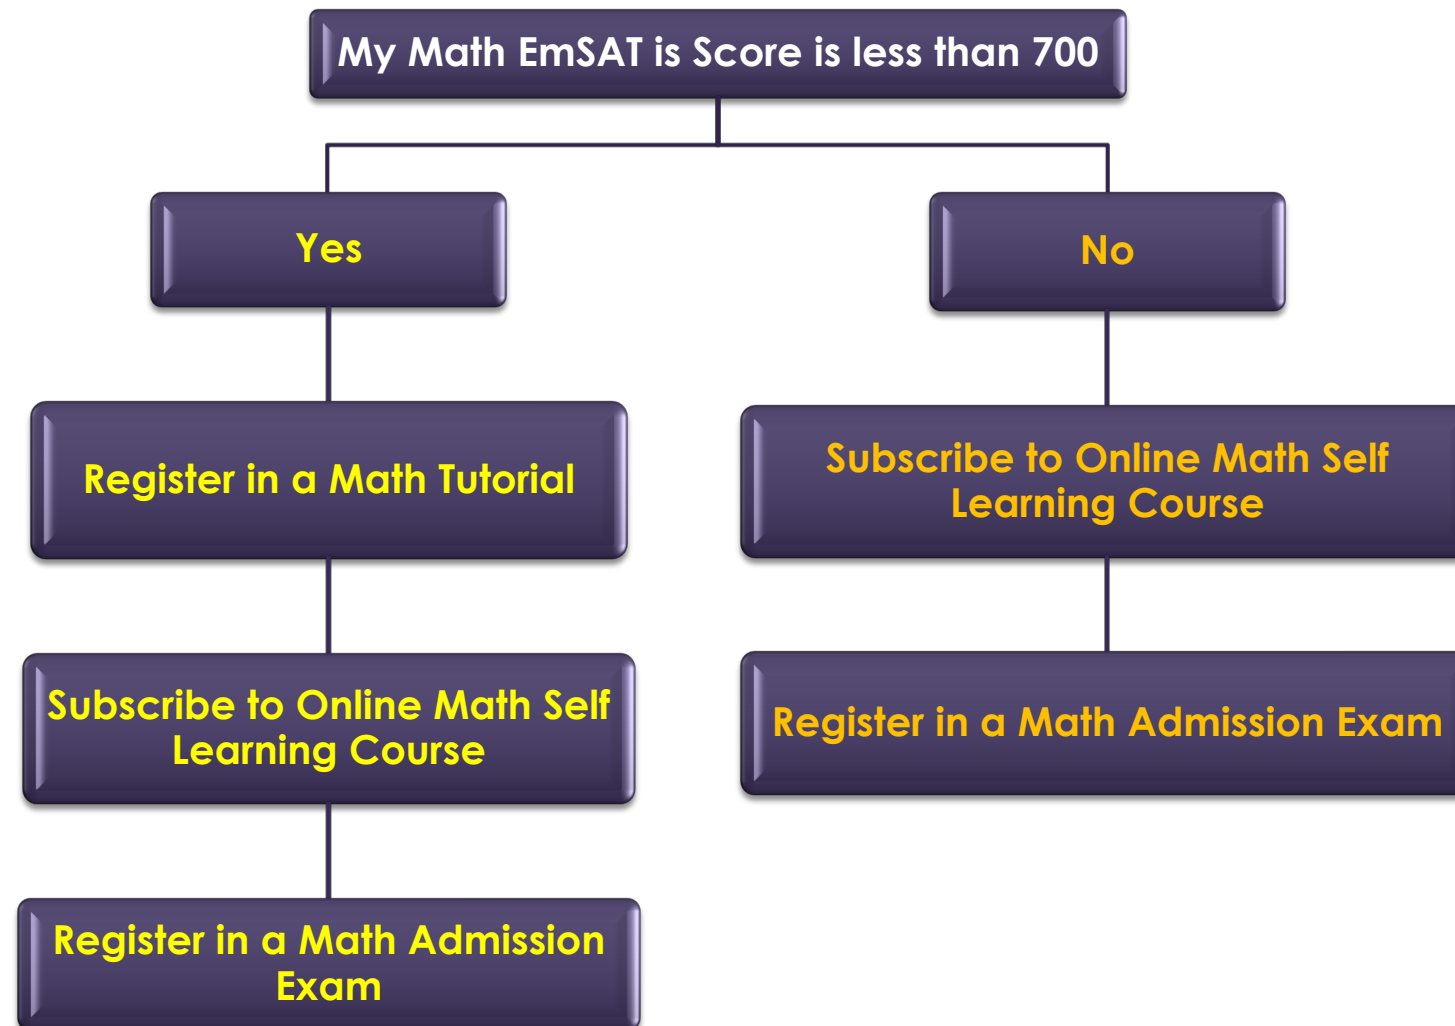 My Math EmSAT is Score is less than 700
Yes
Register in a Math Tutorial
Subscribe to Online Math Self
Learning Course
Register in a Math Admission
Exam
No
Subscribe to Online Math Self
Learning Course
Register in a Math Admission Exam